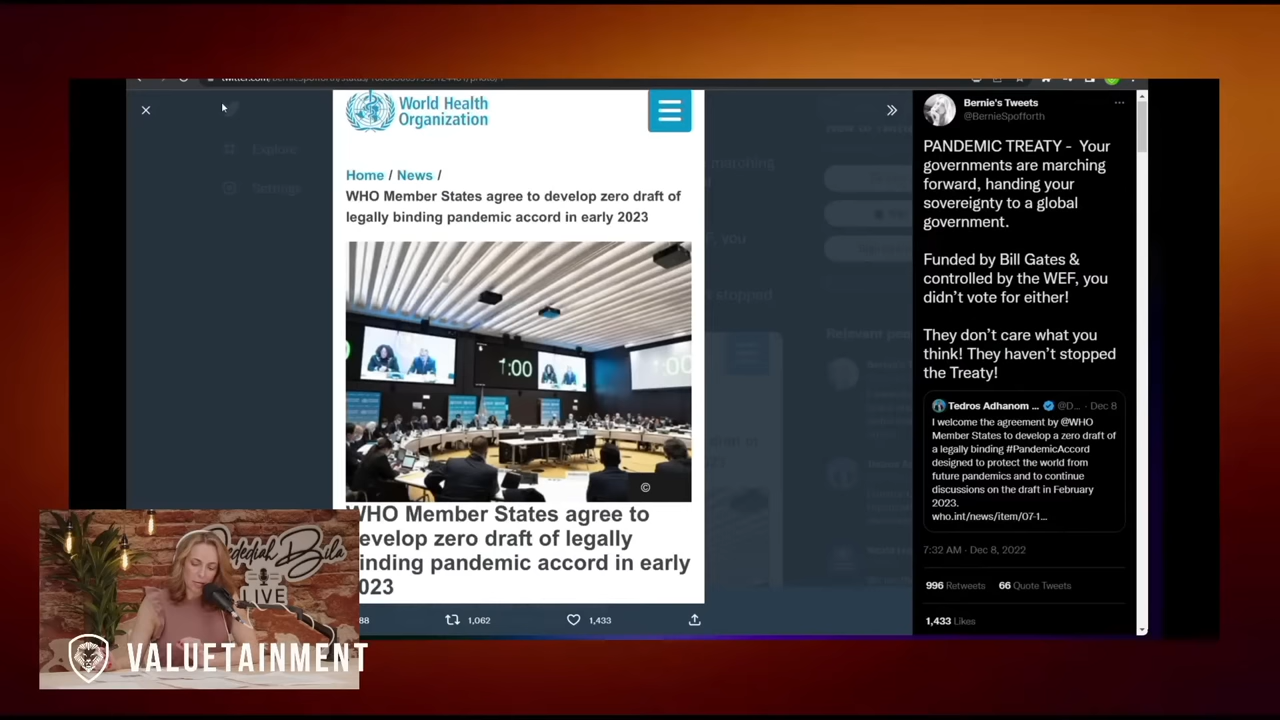 World Health
Organization
Home / News /
WHO Member States agree to develop zero draft of
legally binding pandemic accord in early 2023
1:00
1:00
©
WHO Member States agree to
develop zero draft of legally
binding pandemic accord in early
2023
1,062
1,433
Bernie's Tweets
@BernieSpofforth
PANDEMIC TREATY - Your
governments are marching
forward, handing your
sovereignty to a global
government.
Funded by Bill Gates &
controlled by the WEF, you
didn't vote for either!
They don't care what you
think! They haven't stopped
the Treaty!
Tedros Adhanom ... @D... · Dec 8
I welcome the agreement by @WHO
Member States to develop a zero draft of
a legally binding #PandemicAccord
designed to protect the world from
future pandemics and to continue
discussions on the draft in February
2023.
who.int/news/item/07-1...
7:32 AM · Dec 8, 2022
996 Retweets 66 Quote Tweets
1,433 Likes
Explore
Settings
Jedediah Bila
LIVE
VALUETAINMENT